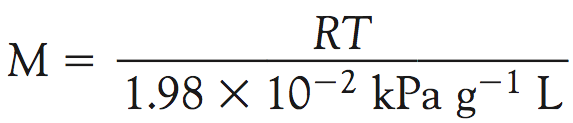 M = RT / 1.98 × 10⁻² kPa g⁻¹ L